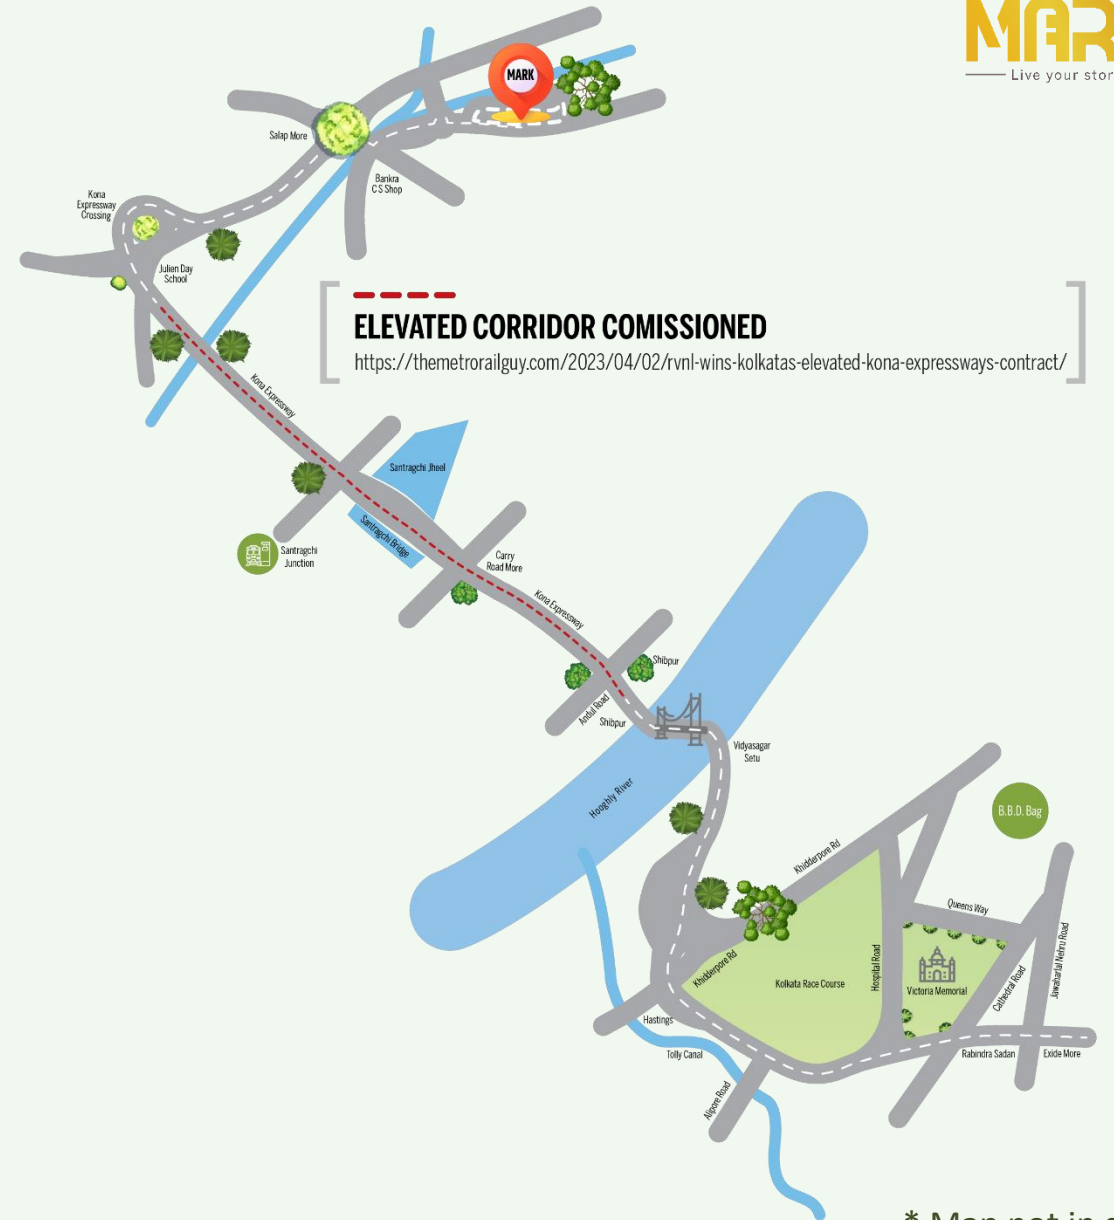 MAR
Live your stor
MARK
Salap More
Bankra
C S Shop
Kona
Expressway
Crossing
Julien Day
School
ELEVATED CORRIDOR COMISSIONED
https://themetrorailguy.com/2023/04/02/rvnl-wins-kolkatas-elevated-kona-expressways-contract/
Kona Expressway
Santragchi Jheel
Santragchi Bridge
Santragchi
Junction
Carry
Road More
Kona Expressway
Shibpur
Andul Road
Shibpur
Vidyasagar
Setu
Hooghly River
B.B.D. Bag
Khidderpore Rd
Queens Way
Jawaharlal Nehru Road
Khidderpore Rd
Kolkata Race Course
Hospital Road
Victoria Memorial
Cathedral Road
Hastings
Tolly Canal
Rabindra Sadan
Exide More
Alipore Road
* Map not in